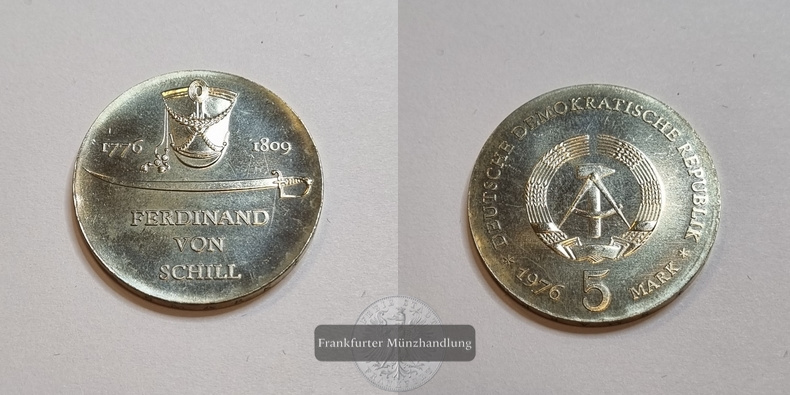 1776 1809
FERDINAND
VON
SCHILL
DEUTSCHE DEMOKRATISCHE REPUBLIK
* 1976 5 MARK *
Frankfurter Münzhandlung